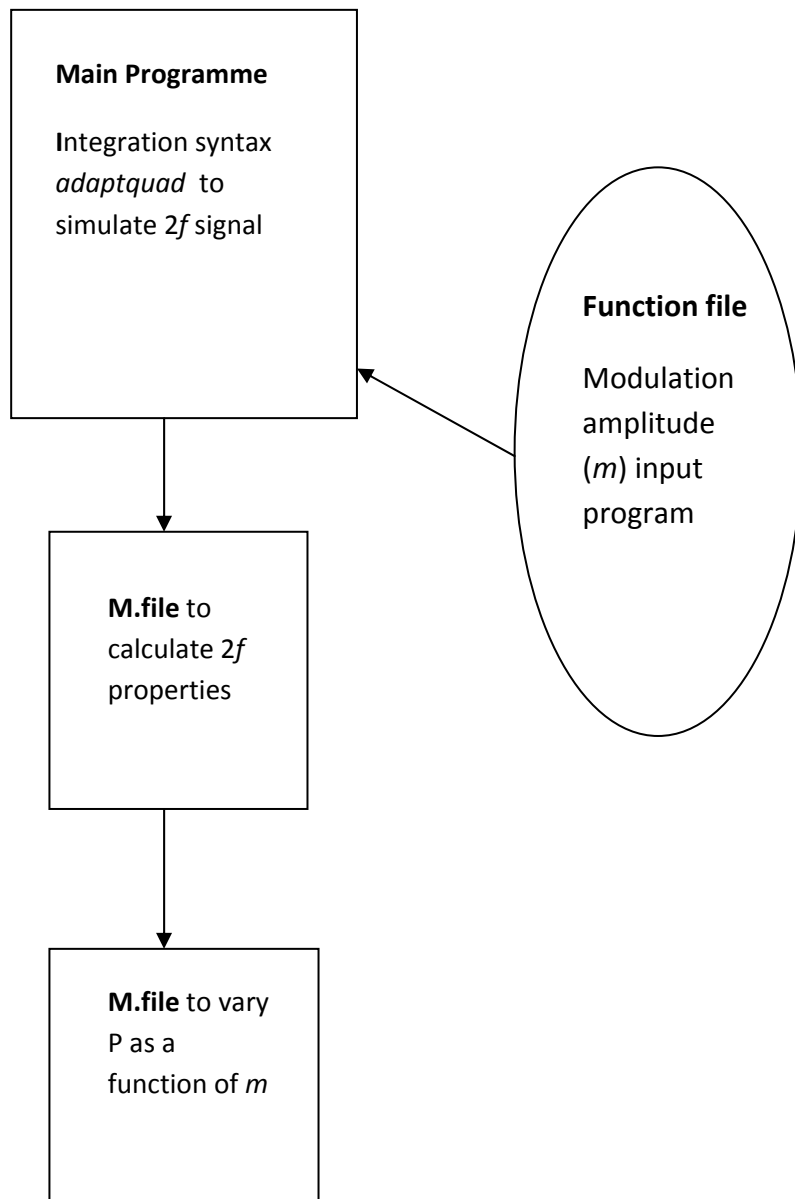 Main Programme
Integration syntax
adaptquad to
simulate 2f signal
Function file
Modulation
amplitude
(m) input
program
M.file to
calculate 2f
properties
M.file to vary
P as a
function of m